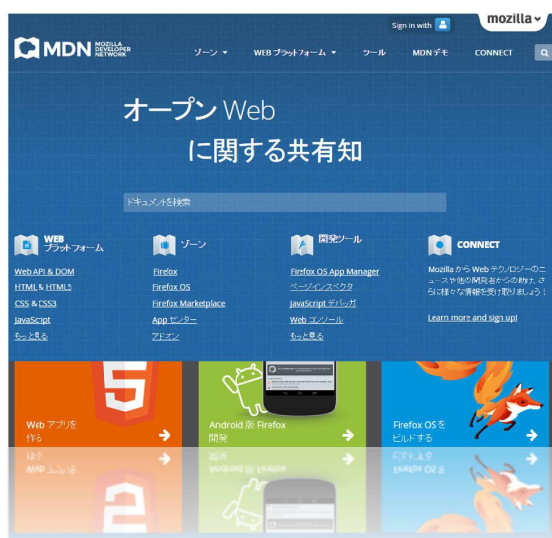 Sign in with
mozilla
MDN MOZILLA DEVELOPER NETWORK
ゾーン
WEB プラットフォーム
ツール
MDN デモ
CONNECT
オープン Web
に関する共有知
ドキュメントを検索
WEB
プラットフォーム
Web API & DOM
HTML & HTML5
CSS & CSS3
JavaScript
もっと見る
ゾーン
Firefox
Firefox OS
Firefox Marketplace
App センター
アドオン
開発ツール
Firefox OS App Manager
ページインスペクタ
JavaScript デバッガ
Web コンソール
もっと見る
CONNECT
Mozilla から Web テクノロジーのニ
ュースや他の開発者からの助け、さ
らに様々な情報を受け取りましょう！
Learn more and sign up!
Web アプリを
作る
Android 版 Firefox
開発
Firefox OS を
ビルドする